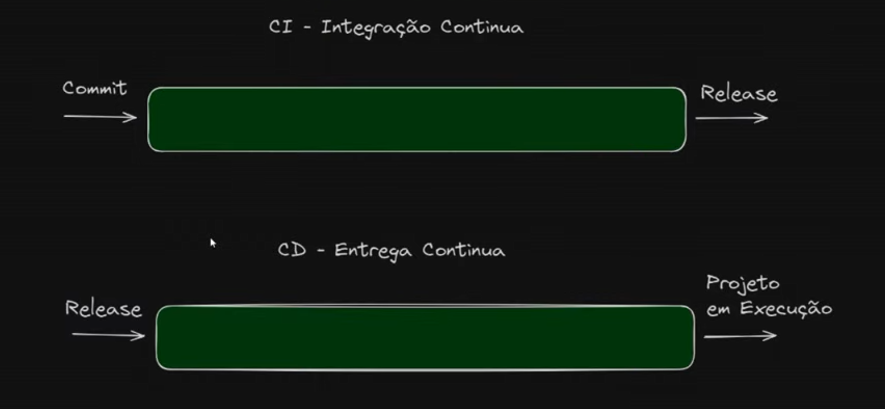 CI - Integração Continua
Commit
Release
CD - Entrega Continua
Release
Projeto
em Execução